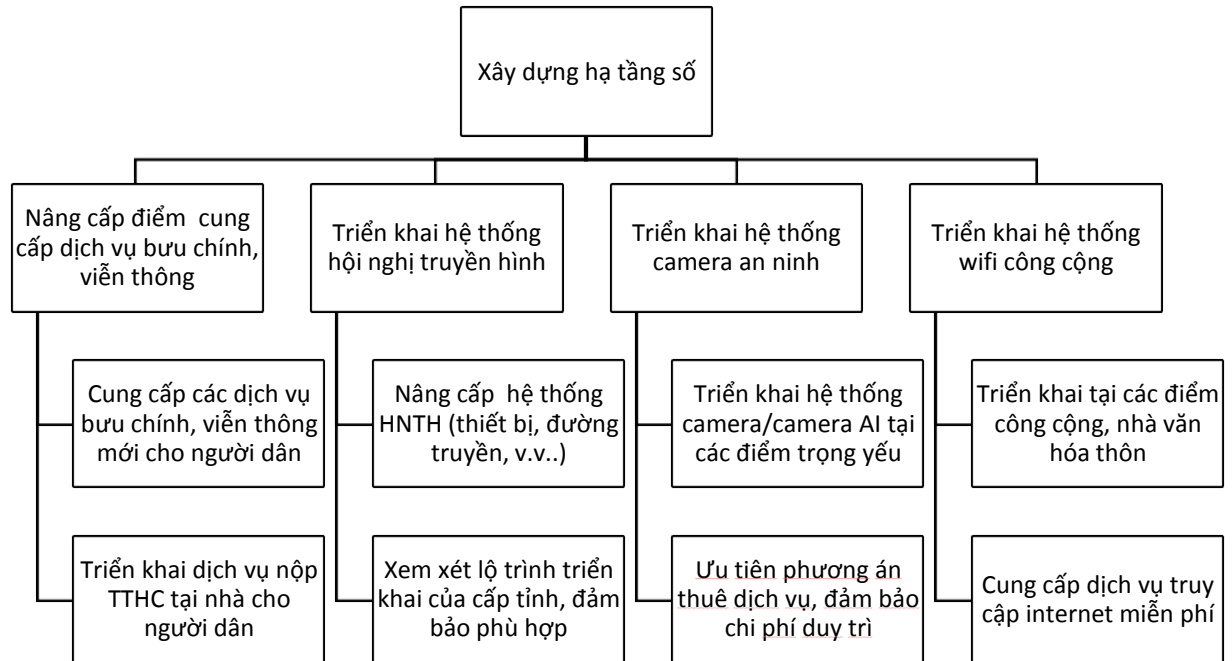 Xây dựng hạ tầng số
Nâng cấp điểm cung
cấp dịch vụ bưu chính,
viễn thông
Cung cấp các dịch vụ
bưu chính, viễn thông
mới cho người dân
Triển khai dịch vụ nộp
TTHC tại nhà cho
người dân
Triển khai hệ thống
hội nghị truyền hình
Nâng cấp hệ thống
HNTH (thiết bị, đường
truyền, v.v..)
Xem xét lộ trình triển
khai của cấp tỉnh, đảm
bảo phù hợp
Triển khai hệ thống
camera an ninh
Triển khai hệ thống
camera/camera AI tại
các điểm trọng yếu
Ưu tiên phương án
thuê dịch vụ, đảm bảo
chi phí duy trì
Triển khai hệ thống
wifi công cộng
Triển khai tại các điểm
công cộng, nhà văn
hóa thôn
Cung cấp dịch vụ truy
cập internet miễn phí